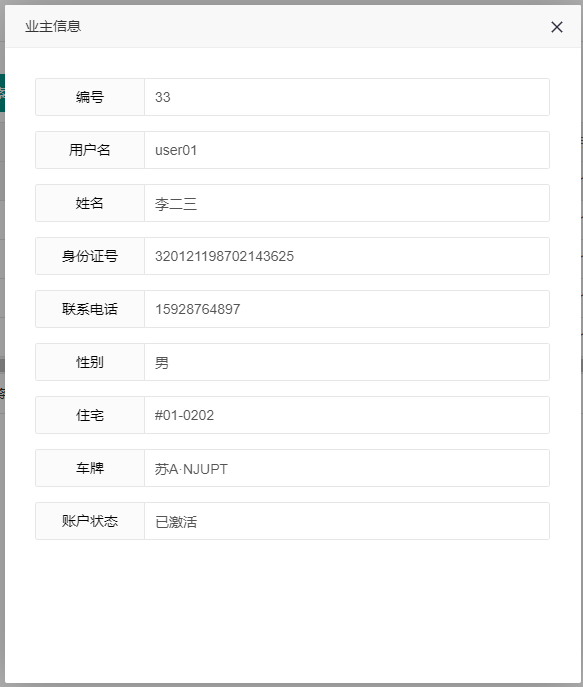 业主信息
编号 33
用户名 user01
姓名 李二三
身份证号 320121198702143625
联系电话 15928764897
性别 男
住宅 #01-0202
车牌 苏A·NJUPT
账户状态 已激活